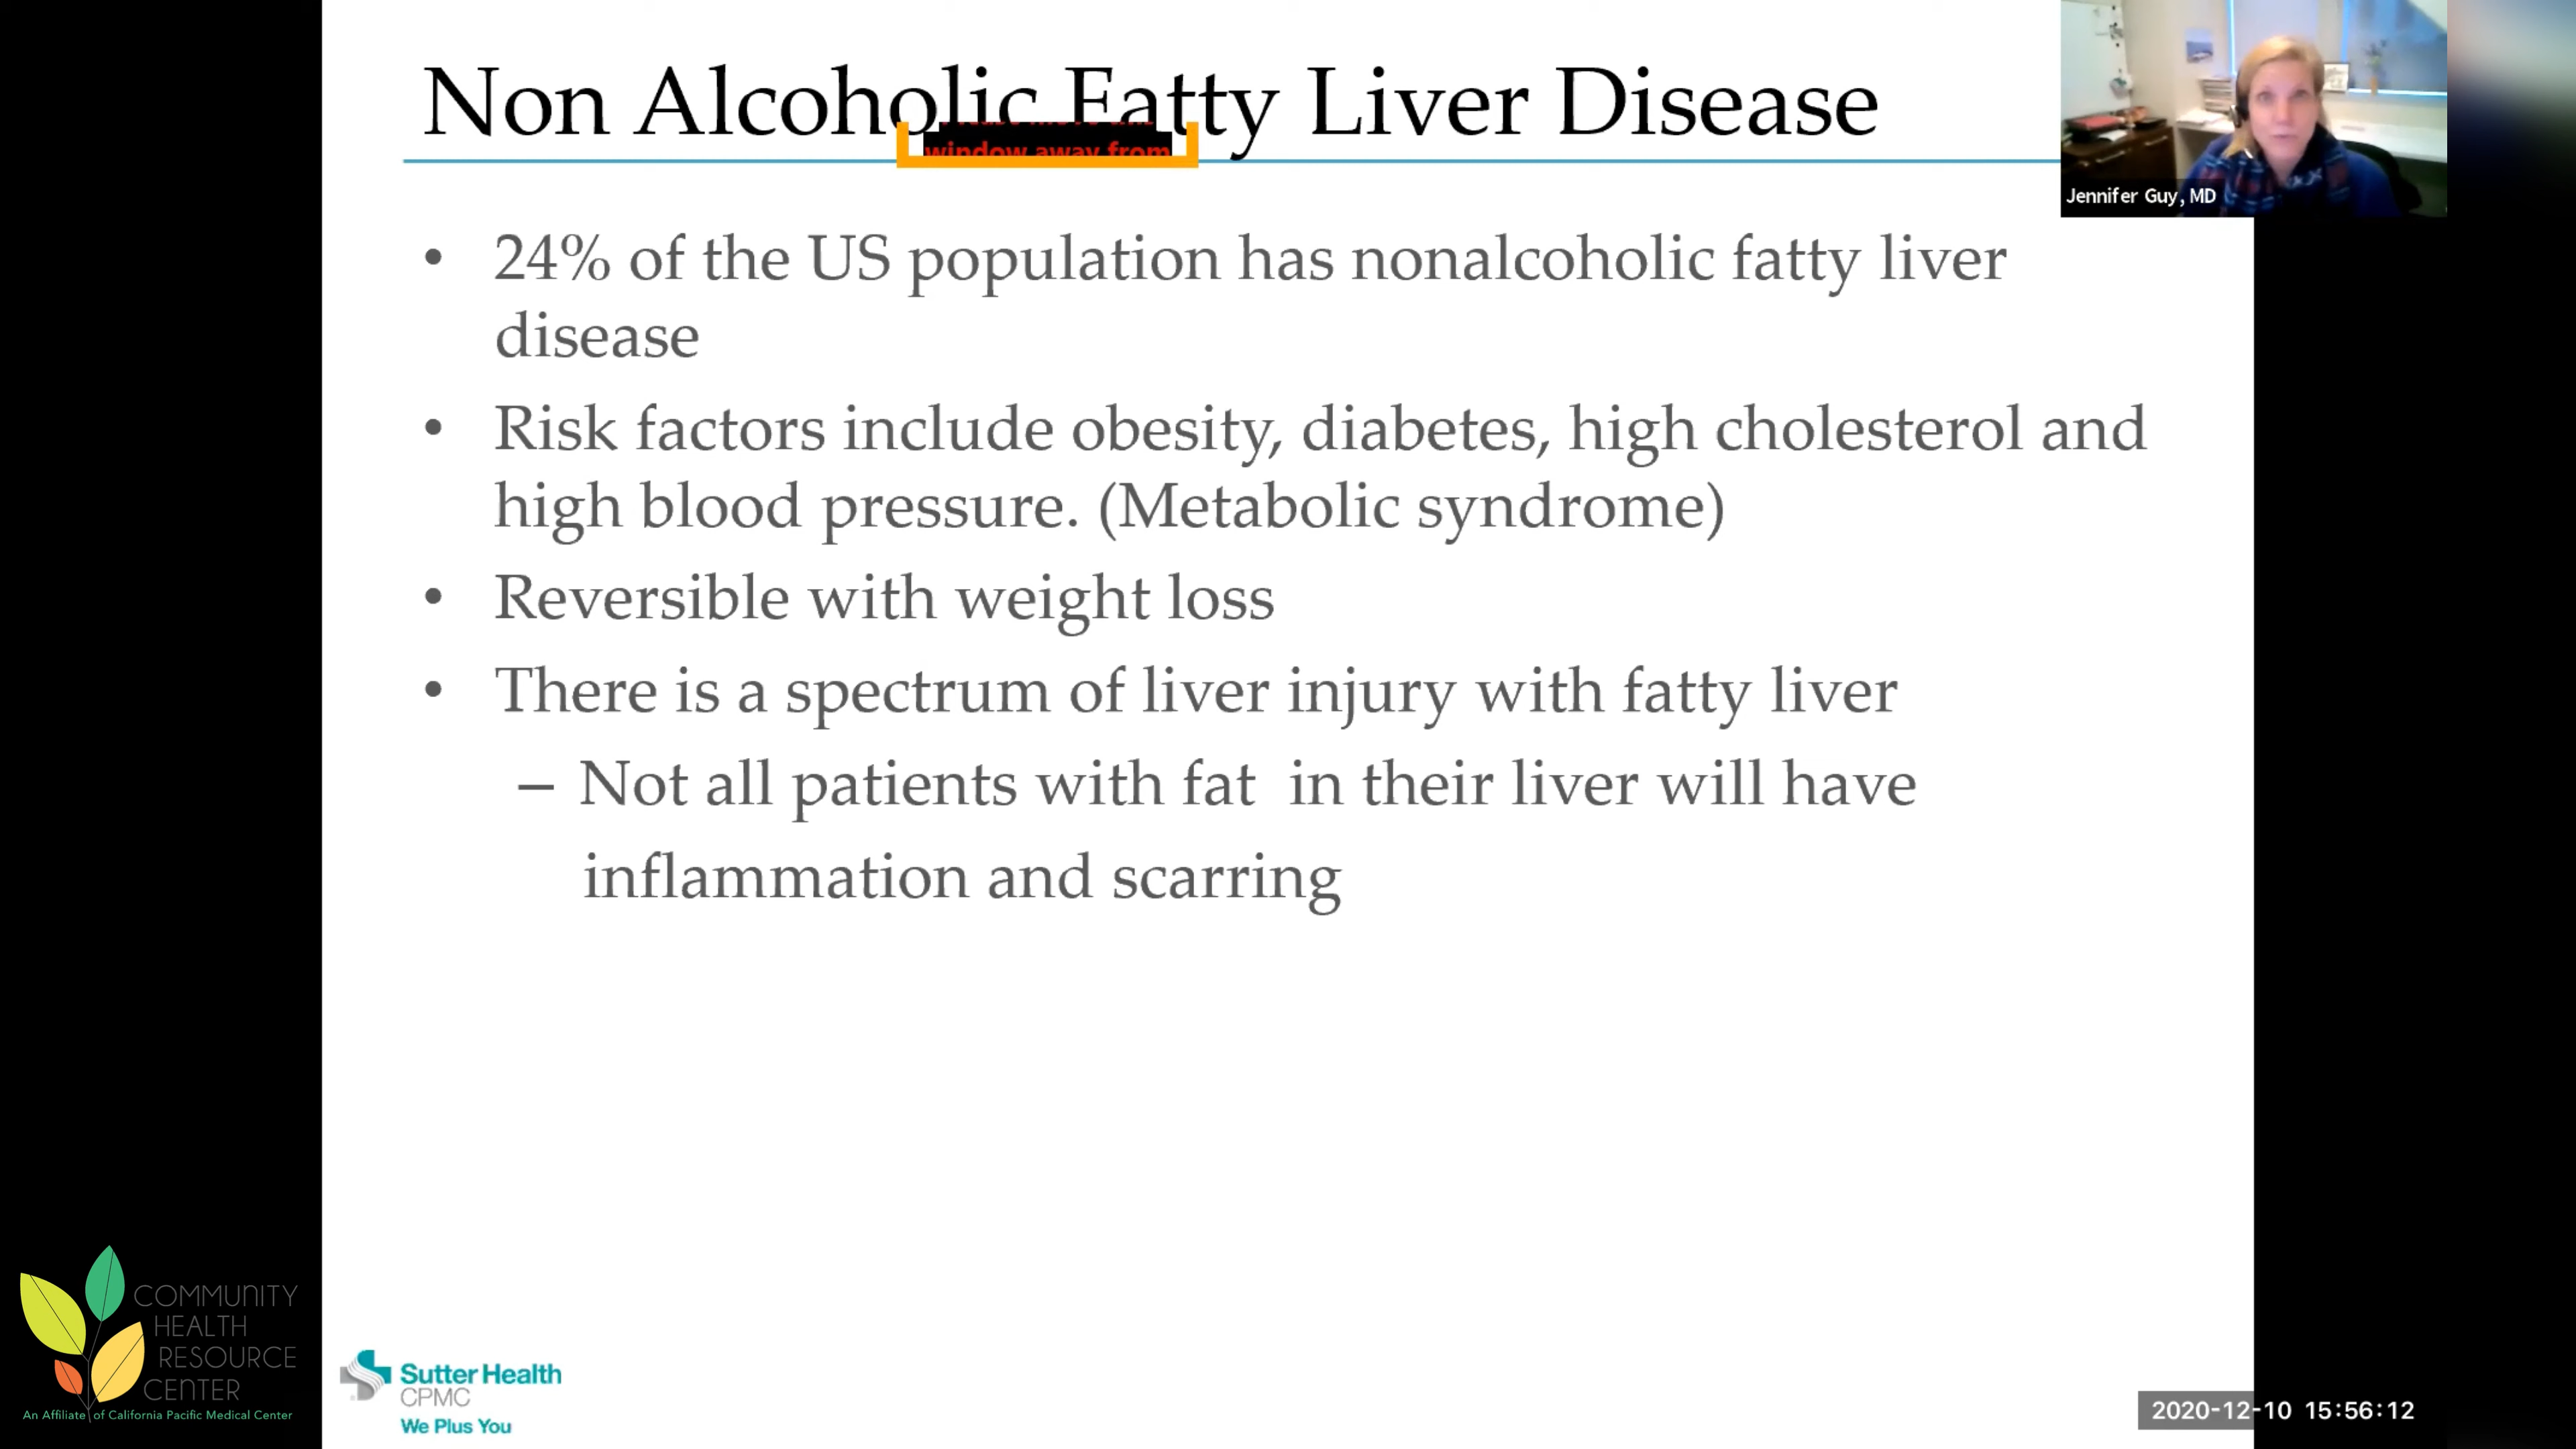 Non Alcoholic Fatty Liver Disease
window away from
Jennifer Guy, MD
• 24% of the US population has nonalcoholic fatty liver
disease
• Risk factors include obesity, diabetes, high cholesterol and
high blood pressure. (Metabolic syndrome)
• Reversible with weight loss
• There is a spectrum of liver injury with fatty liver
– Not all patients with fat in their liver will have
inflammation and scarring
COMMUNITY
HEALTH
RESOURCE
CENTER
An Affiliate of California Pacific Medical Center
Sutter Health
CPMC
We Plus You
2020-12-10 15:56:12